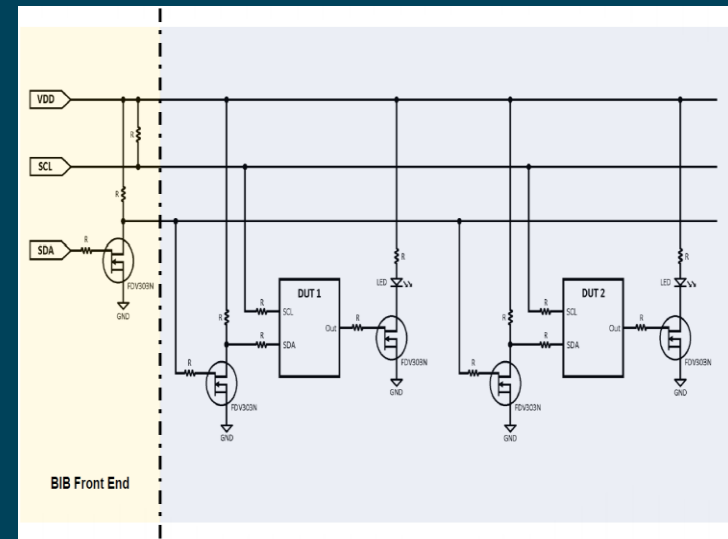 VDD
R
SCL
R
SDA
R
FDV303N
GND
R
R
SCL
R
SDA
DUT 1
Out
R
LED
R
FDV303N
GND
R
FDV303N
GND
R
R
SCL
R
SDA
DUT 2
Out
R
LED
R
FDV303N
GND
R
FDV303N
GND
BIB Front End